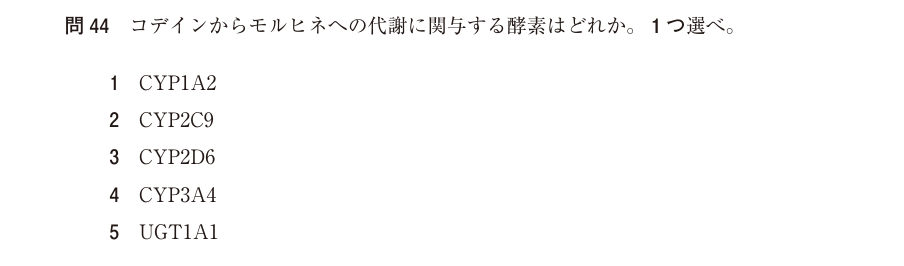 問44 コデインからモルヒネへの代謝に関与する酵素はどれか。1つ選べ。
1 CYP1A2
2 CYP2C9
3 CYP2D6
4 CYP3A4
5 UGT1A1